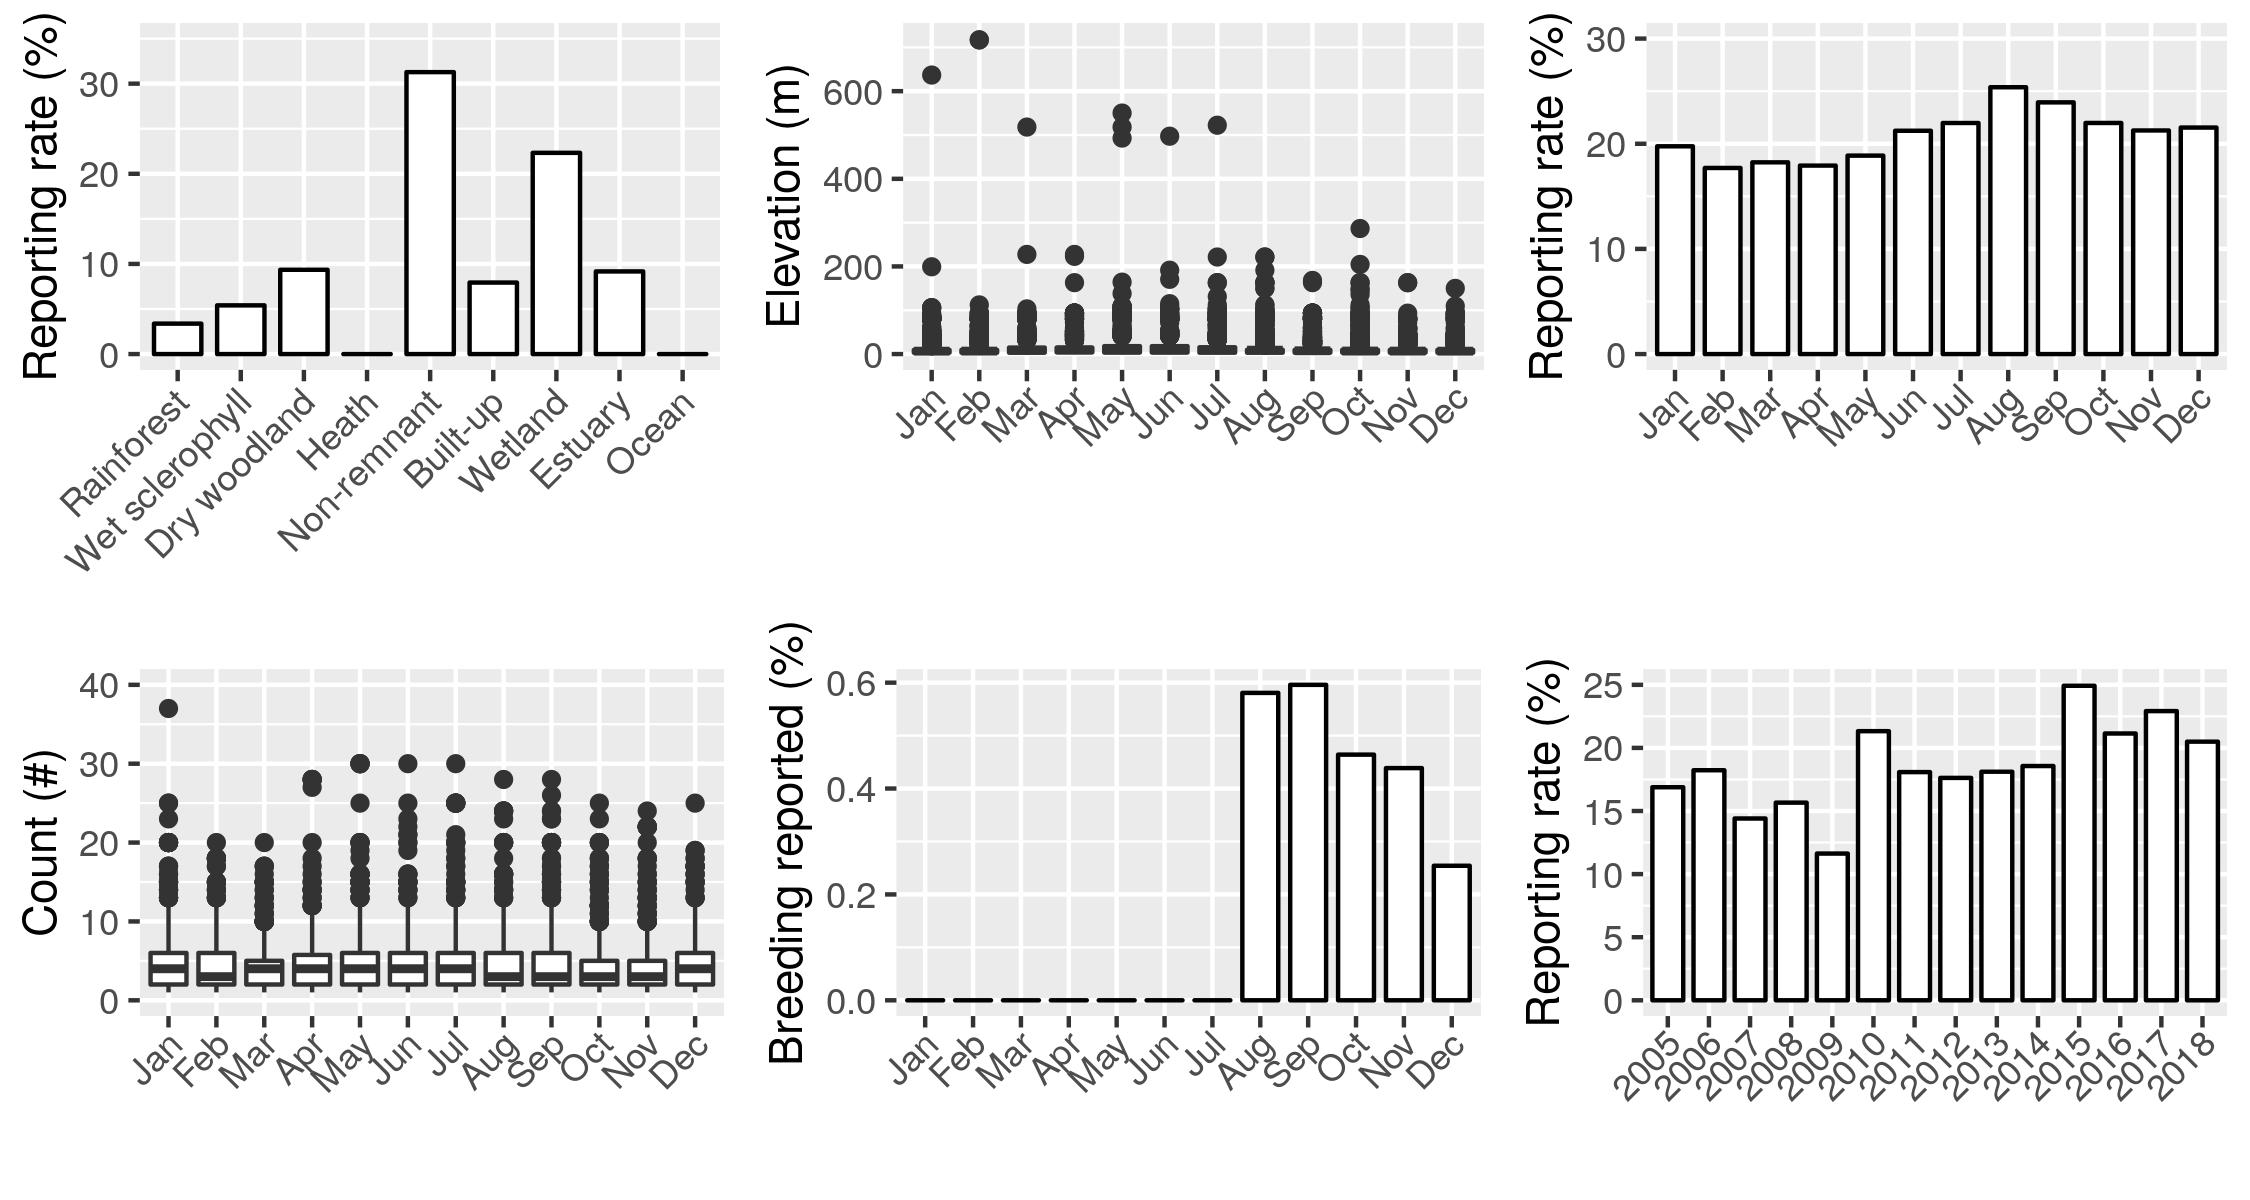 Reporting rate (%)
30
20
10
0
Rainforest
Wet sclerophyll
Dry woodland
Heath
Non-remnant
Built-up
Wetland
Estuary
Ocean
Elevation (m)
600
400
200
0
Jan
Feb
Mar
Apr
May
Jun
Jul
Aug
Sep
Oct
Nov
Dec
Reporting rate (%)
30
20
10
0
Jan
Feb
Mar
Apr
May
Jun
Jul
Aug
Sep
Oct
Nov
Dec
Count (#)
40
30
20
10
0
Jan
Feb
Mar
Apr
May
Jun
Jul
Aug
Sep
Oct
Nov
Dec
Breeding reported (%)
0.6
0.4
0.2
0.0
Jan
Feb
Mar
Apr
May
Jun
Jul
Aug
Sep
Oct
Nov
Dec
Reporting rate (%)
25
20
15
10
5
0
2005
2006
2007
2008
2009
2010
2011
2012
2013
2014
2015
2016
2017
2018